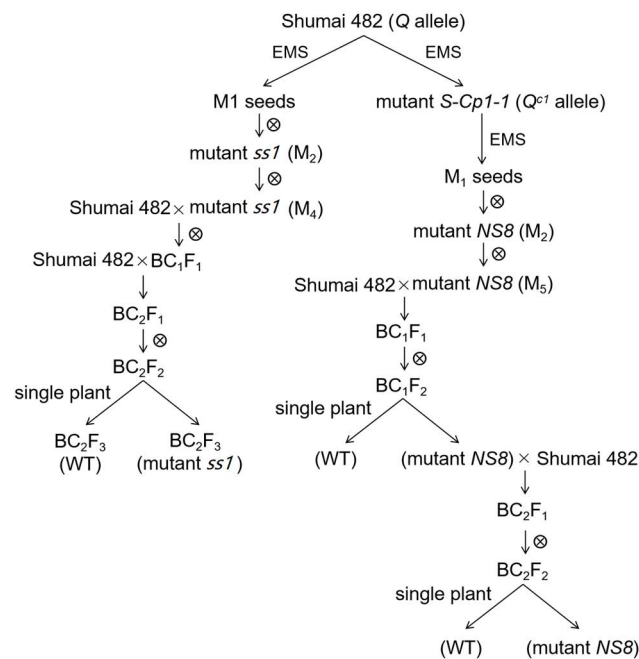 Shumai 482 (Q allele)
EMS EMS
M1 seeds
mutant S-Cp1-1 (Qᶜ¹ allele)
⊗
EMS
mutant ss1 (M₂)
⊗
M₁ seeds
Shumai 482 × mutant ss1 (M₄)
⊗
⊗
mutant NS8 (M₂)
Shumai 482 × BC₁F₁
⊗
Shumai 482 × mutant NS8 (M₅)
BC₂F₁
BC₁F₁
⊗
⊗
BC₂F₂
BC₁F₂
single plant
single plant
BC₂F₃ BC₂F₃
(WT) (mutant ss1)
(WT) (mutant NS8) × Shumai 482
BC₂F₁
⊗
BC₂F₂
single plant
(WT) (mutant NS8)